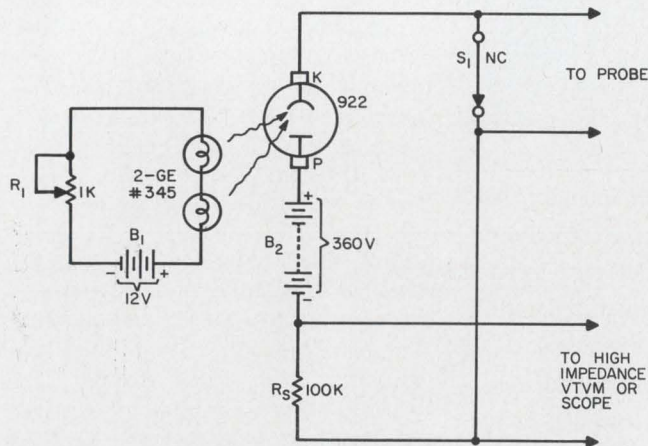 K
922
P
S1 NC
TO PROBE
2-GE
#345
R1
1K
B1
- +
12V
+
B2
360V
-
RS 100K
TO HIGH
IMPEDANCE
VTVM OR
SCOPE